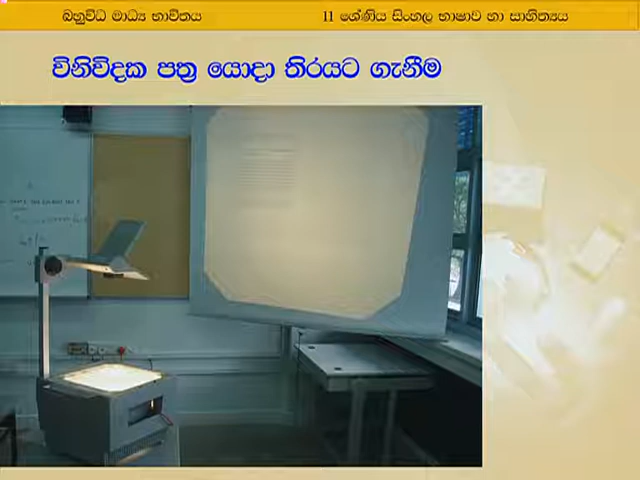 බහුවිධ මාධ්‍ය භාවිතය
11 ශ්‍රේණිය සිංහල භාෂාව හා සාහිත්‍යය
විනිවිදක පත්‍ර යොදා තිරයට ගැනීම